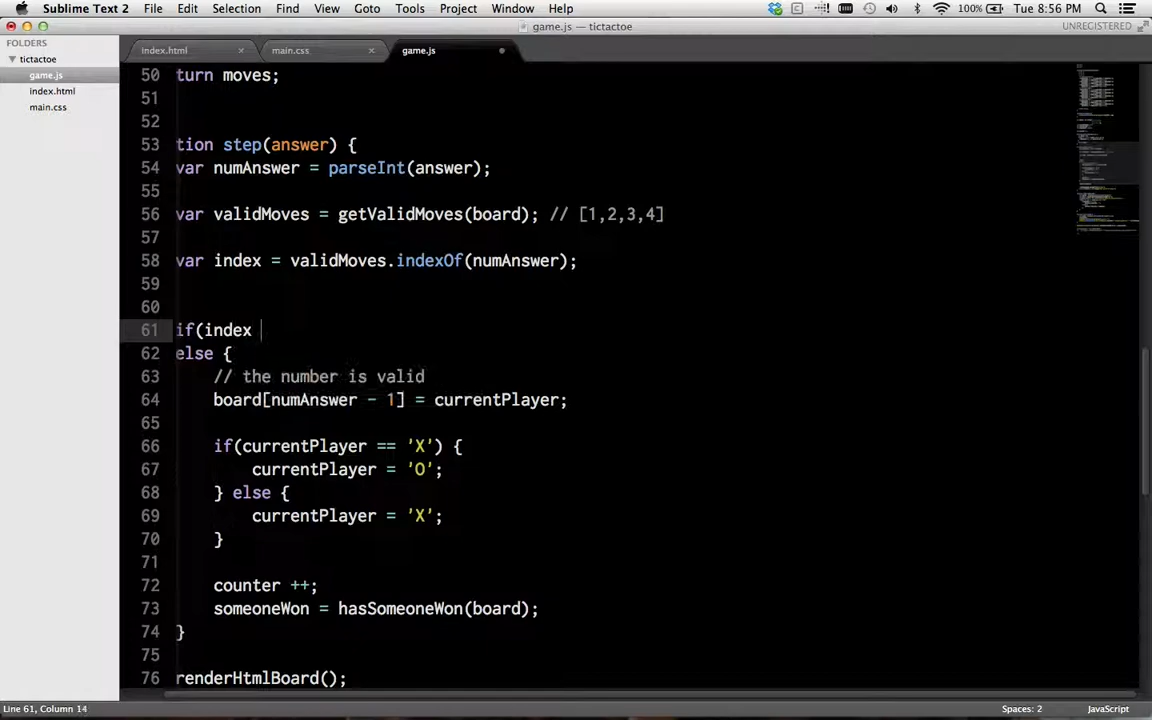 Sublime Text 2 File Edit Selection Find View Goto Tools Project Window Help 100% Tue 8:56 PM
game.js — tictactoe UNREGISTERED
FOLDERS
tictactoe
game.js
index.html
main.css
index.html × main.css × game.js
50 turn moves;
51
52
53 tion step(answer) {
54 var numAnswer = parseInt(answer);
55
56 var validMoves = getValidMoves(board); // [1,2,3,4]
57
58 var index = validMoves.indexOf(numAnswer);
59
60
61 if(index
62 else {
63 // the number is valid
64 board[numAnswer - 1] = currentPlayer;
65
66 if(currentPlayer == 'X') {
67 currentPlayer = 'O';
68 } else {
69 currentPlayer = 'X';
70 }
71
72 counter ++;
73 someoneWon = hasSomeoneWon(board);
74 }
75
76 renderHtmlBoard();
Line 61, Column 14 Spaces: 2 JavaScript